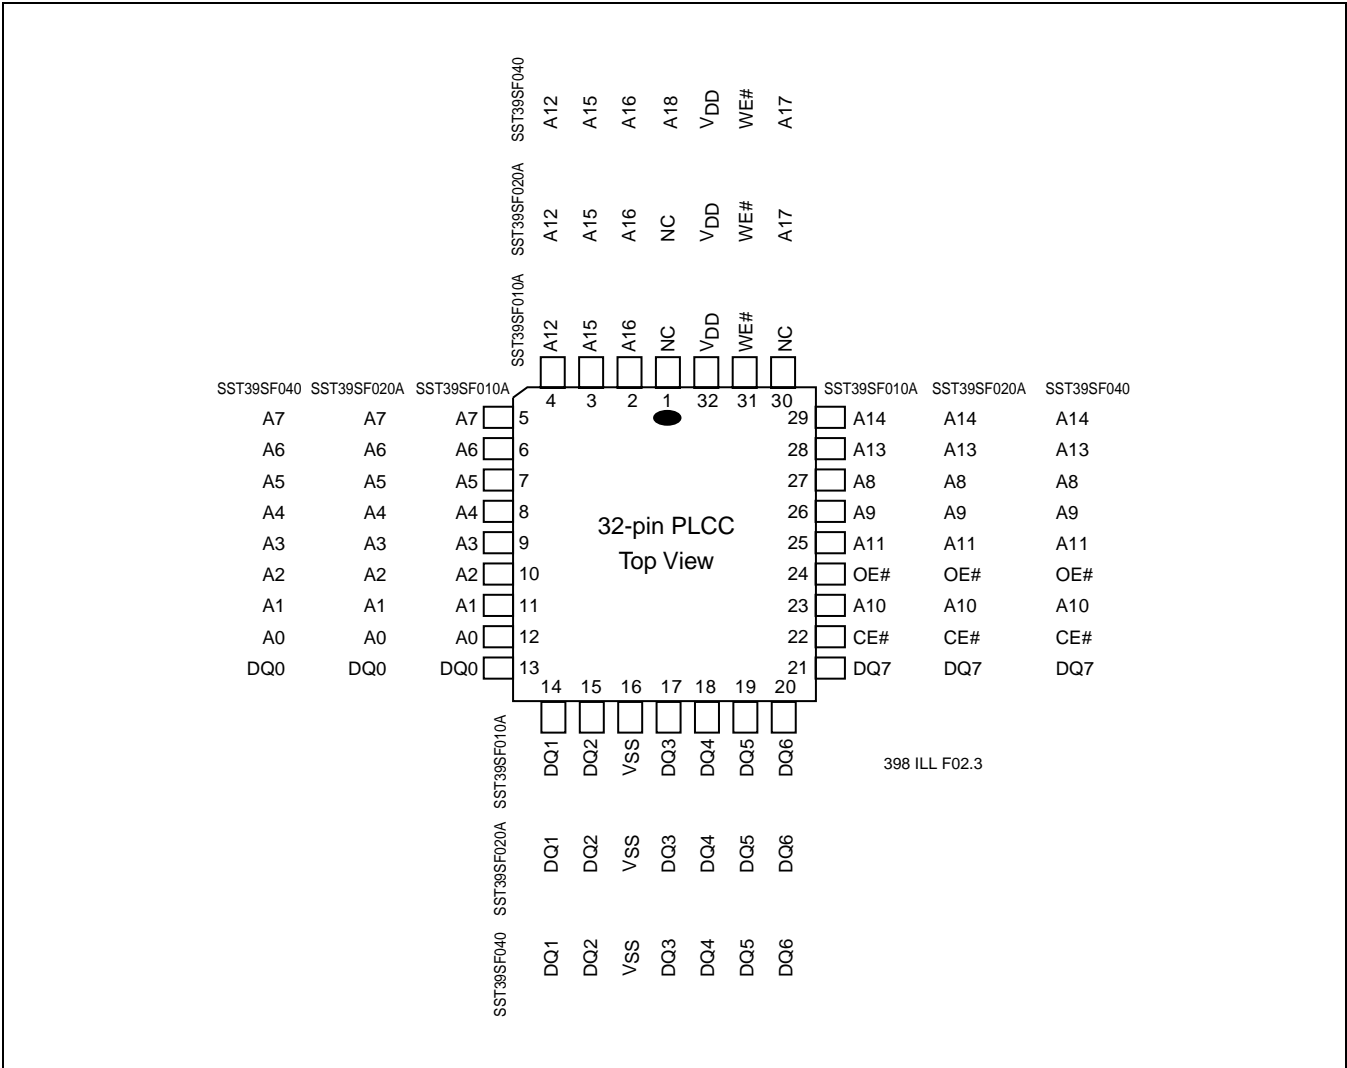 SST39SF040 A12 A15 A16 A18 VDD WE# A17
SST39SF020A A12 A15 A16 NC VDD WE# A17
SST39SF010A A12 A15 A16 NC VDD WE# NC
4 3 2 1 32 31 30
SST39SF040 SST39SF020A SST39SF010A SST39SF010A SST39SF020A SST39SF040
A7 A7 A7 5 29 A14 A14 A14
A6 A6 A6 6 28 A13 A13 A13
A5 A5 A5 7 27 A8 A8 A8
A4 A4 A4 8 26 A9 A9 A9
A3 A3 A3 9 25 A11 A11 A11
A2 A2 A2 10 24 OE# OE# OE#
A1 A1 A1 11 23 A10 A10 A10
A0 A0 A0 12 22 CE# CE# CE#
DQ0 DQ0 DQ0 13 21 DQ7 DQ7 DQ7
32-pin PLCC
Top View
14 15 16 17 18 19 20
SST39SF010A DQ1 DQ2 VSS DQ3 DQ4 DQ5 DQ6
398 ILL F02.3
SST39SF020A DQ1 DQ2 VSS DQ3 DQ4 DQ5 DQ6
SST39SF040 DQ1 DQ2 VSS DQ3 DQ4 DQ5 DQ6